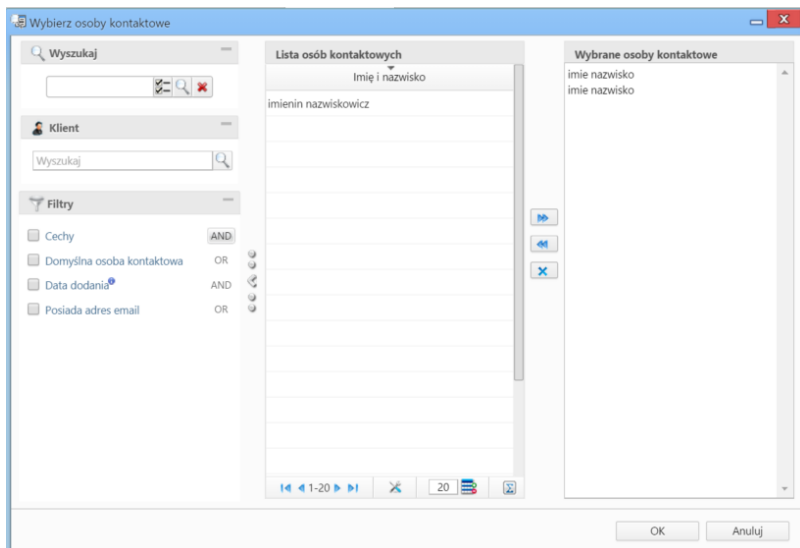 Wybierz osoby kontaktowe
Wyszukaj
Klient
Wyszukaj
Filtry
Cechy AND
Domyślna osoba kontaktowa OR
Data dodania AND
Posiada adres email OR
Lista osób kontaktowych
Imię i nazwisko
imienin nazwiskowicz
1-20 20
Wybrane osoby kontaktowe
imie nazwisko
imie nazwisko
OK Anuluj